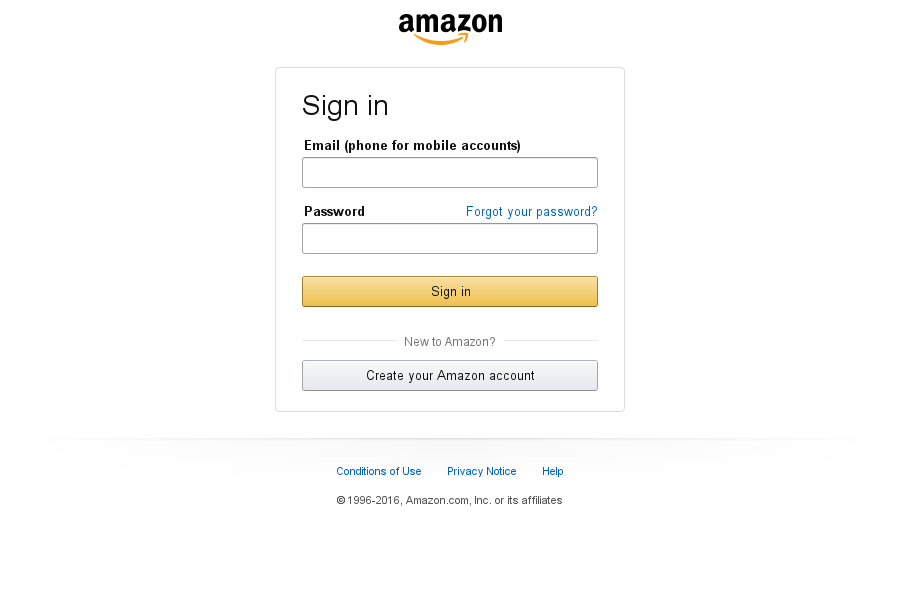 amazon
Sign in
Email (phone for mobile accounts)
Password Forgot your password?
Sign in
New to Amazon?
Create your Amazon account
Conditions of Use Privacy Notice Help
© 1996-2016, Amazon.com, Inc. or its affiliates